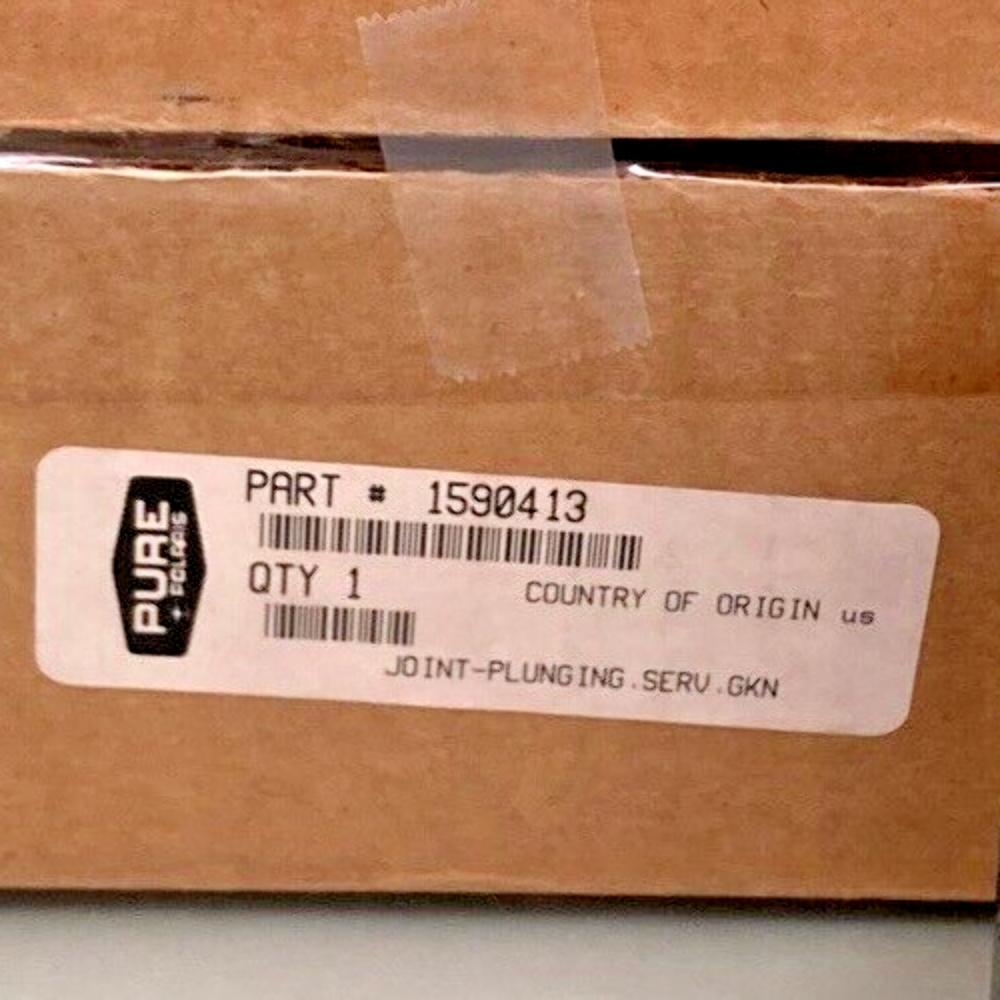 PURE
POLARIS
PART # 1590413
QTY 1
COUNTRY OF ORIGIN us
JOINT-PLUNGING.SERV.GKN